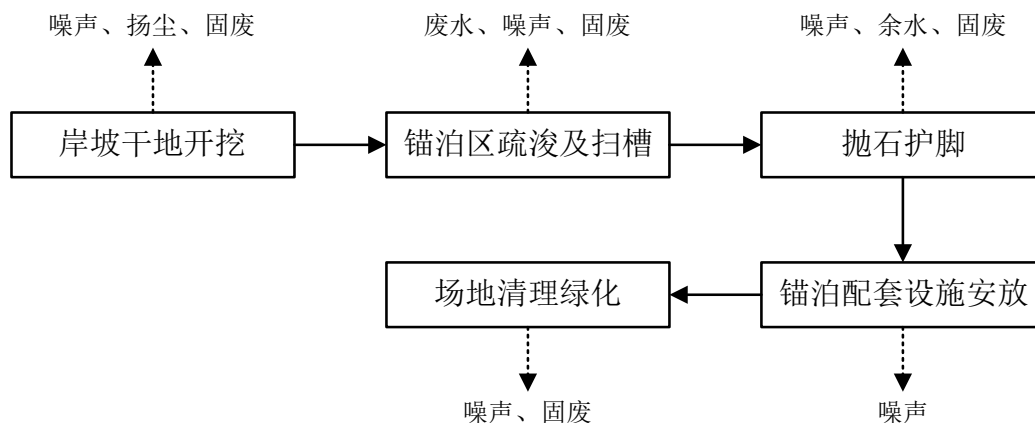 噪声、扬尘、固废
废水、噪声、固废
噪声、余水、固废
岸坡干地开挖
锚泊区疏浚及扫槽
抛石护脚
场地清理绿化
锚泊配套设施安放
噪声、固废
噪声